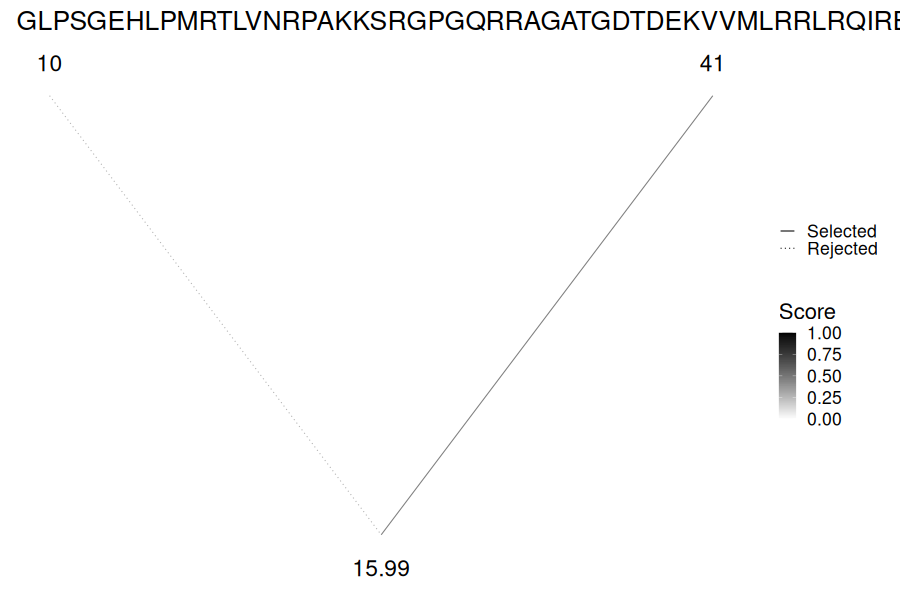 GLPSGEHLPMRTLVNRPAKKSRGPGQRRAGATGDTDEKVVMLRRLRQIRE
10
41
Selected
Rejected
Score
1.00
0.75
0.50
0.25
0.00
15.99